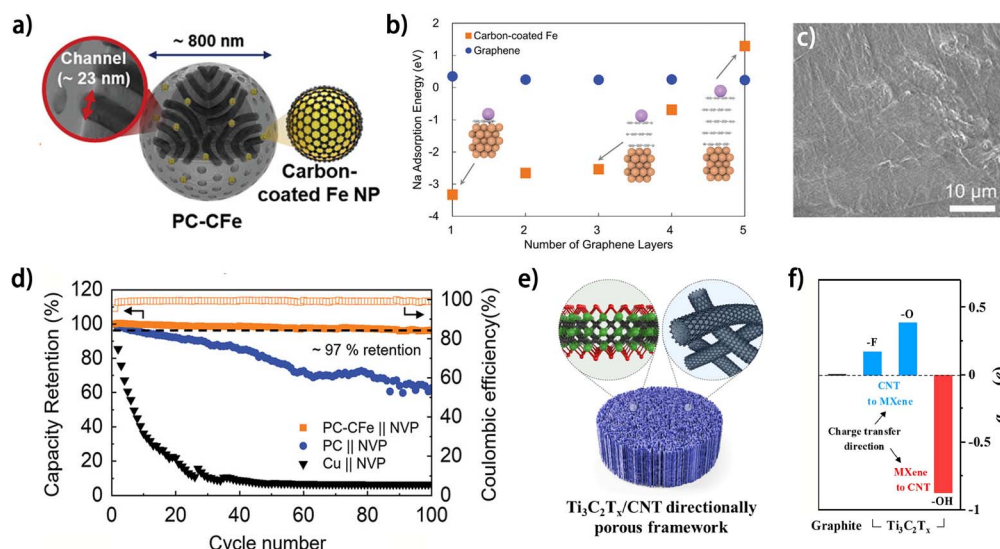 a)
~ 800 nm
Channel
(~ 23 nm)
Carbon-
coated Fe NP
PC-CFe
b)
Carbon-coated Fe
Graphene
Na Adsorption Energy (eV)
2
1
0
-1
-2
-3
-4
1 2 3 4 5
Number of Graphene Layers
c)
10 μm
d)
Capacity Retention (%)
120
100
80
60
40
20
0
~ 97 % retention
PC-CFe || NVP
PC || NVP
Cu || NVP
0 20 40 60 80 100
Cycle number
100
80
60
40
20
0
Coulombic efficiency(%)
e)
Ti₃C₂Tₓ/CNT directionally
porous framework
f)
-F
-O
CNT
to MXene
Charge transfer
direction
MXene
to CNT
-OH
0.5
0
-0.5
-1
Graphite
Ti₃C₂Tₓ